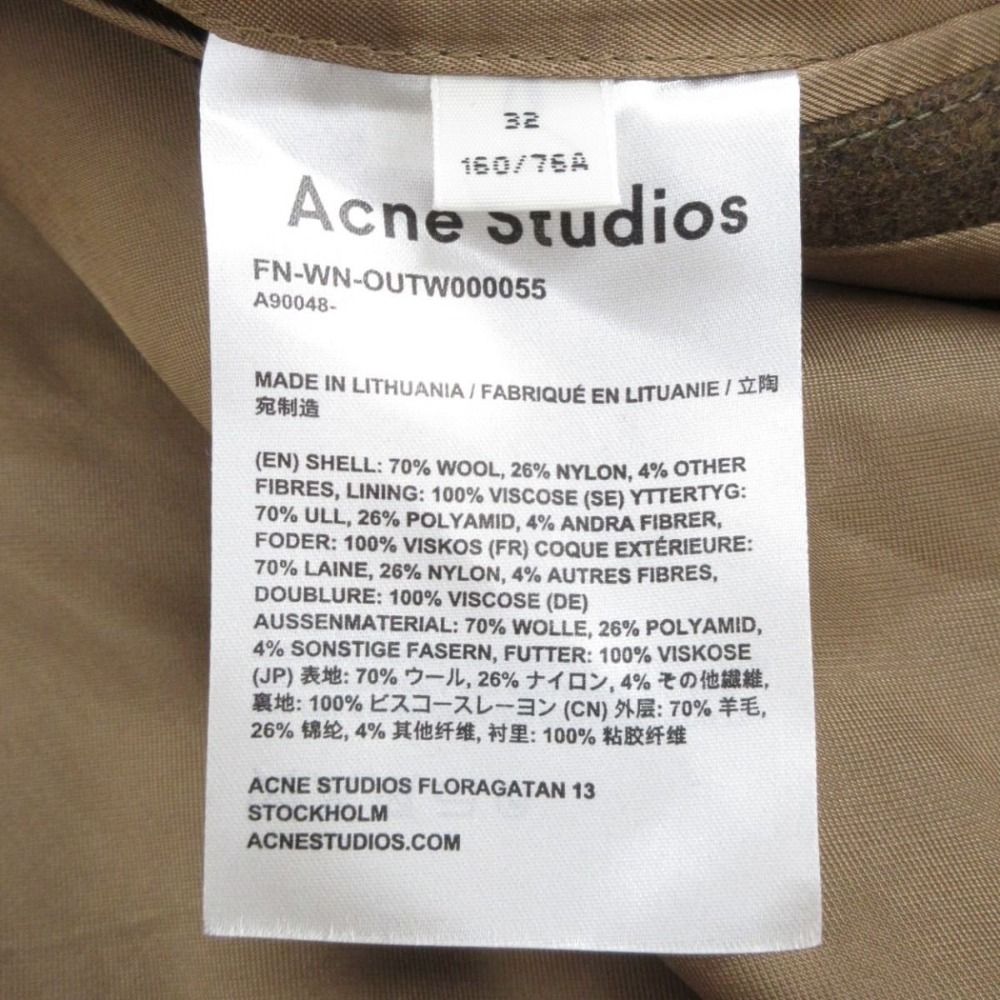 32
160/76A
Acne Studios
FN-WN-OUTW000055
A90048-
MADE IN LITHUANIA / FABRIQUÉ EN LITUANIE / 立陶
宛制造
(EN) SHELL: 70% WOOL, 26% NYLON, 4% OTHER
FIBRES, LINING: 100% VISCOSE (SE) YTTERTYG:
70% ULL, 26% POLYAMID, 4% ANDRA FIBRER,
FODER: 100% VISKOS (FR) COQUE EXTÉRIEURE:
70% LAINE, 26% NYLON, 4% AUTRES FIBRES,
DOUBLURE: 100% VISCOSE (DE)
AUSSENMATERIAL: 70% WOLLE, 26% POLYAMID,
4% SONSTIGE FASERN, FUTTER: 100% VISKOSE
(JP) 表地: 70% ウール, 26% ナイロン, 4% その他繊維,
裏地: 100% ビスコースレーヨン (CN) 外层: 70% 羊毛,
26% 锦纶, 4% 其他纤维, 衬里: 100% 粘胶纤维
ACNE STUDIOS FLORAGATAN 13
STOCKHOLM
ACNESTUDIOS.COM